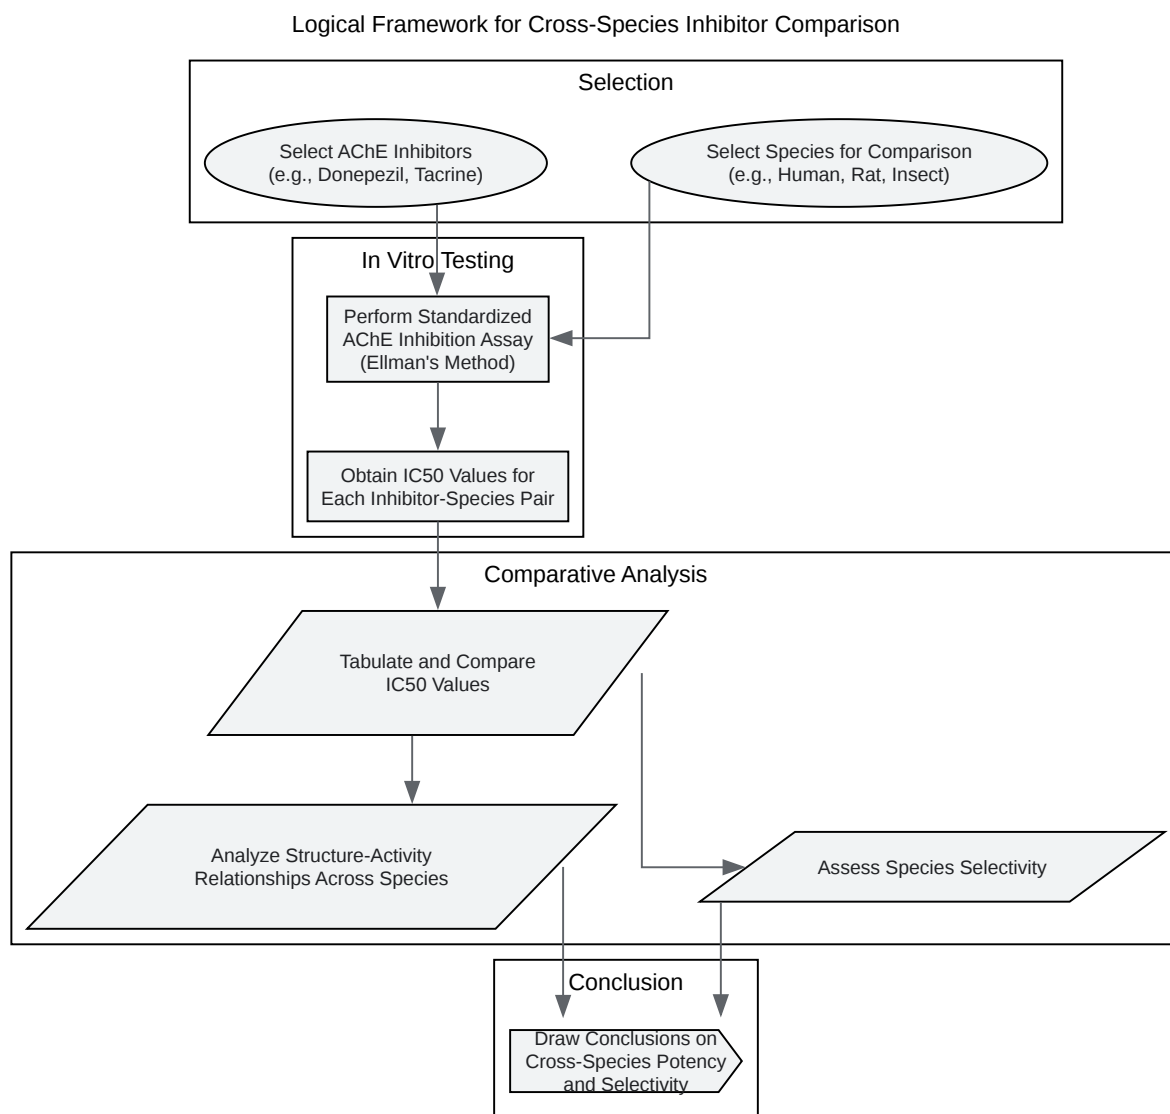 Logical Framework for Cross-Species Inhibitor Comparison
Selection
Select AChE Inhibitors
(e.g., Donepezil, Tacrine)
Select Species for Comparison
(e.g., Human, Rat, Insect)
In Vitro Testing
Perform Standardized
AChE Inhibition Assay
(Ellman's Method)
Obtain IC50 Values for
Each Inhibitor-Species Pair
Comparative Analysis
Tabulate and Compare
IC50 Values
Analyze Structure-Activity
Relationships Across Species
Assess Species Selectivity
Conclusion
Draw Conclusions on
Cross-Species Potency
and Selectivity